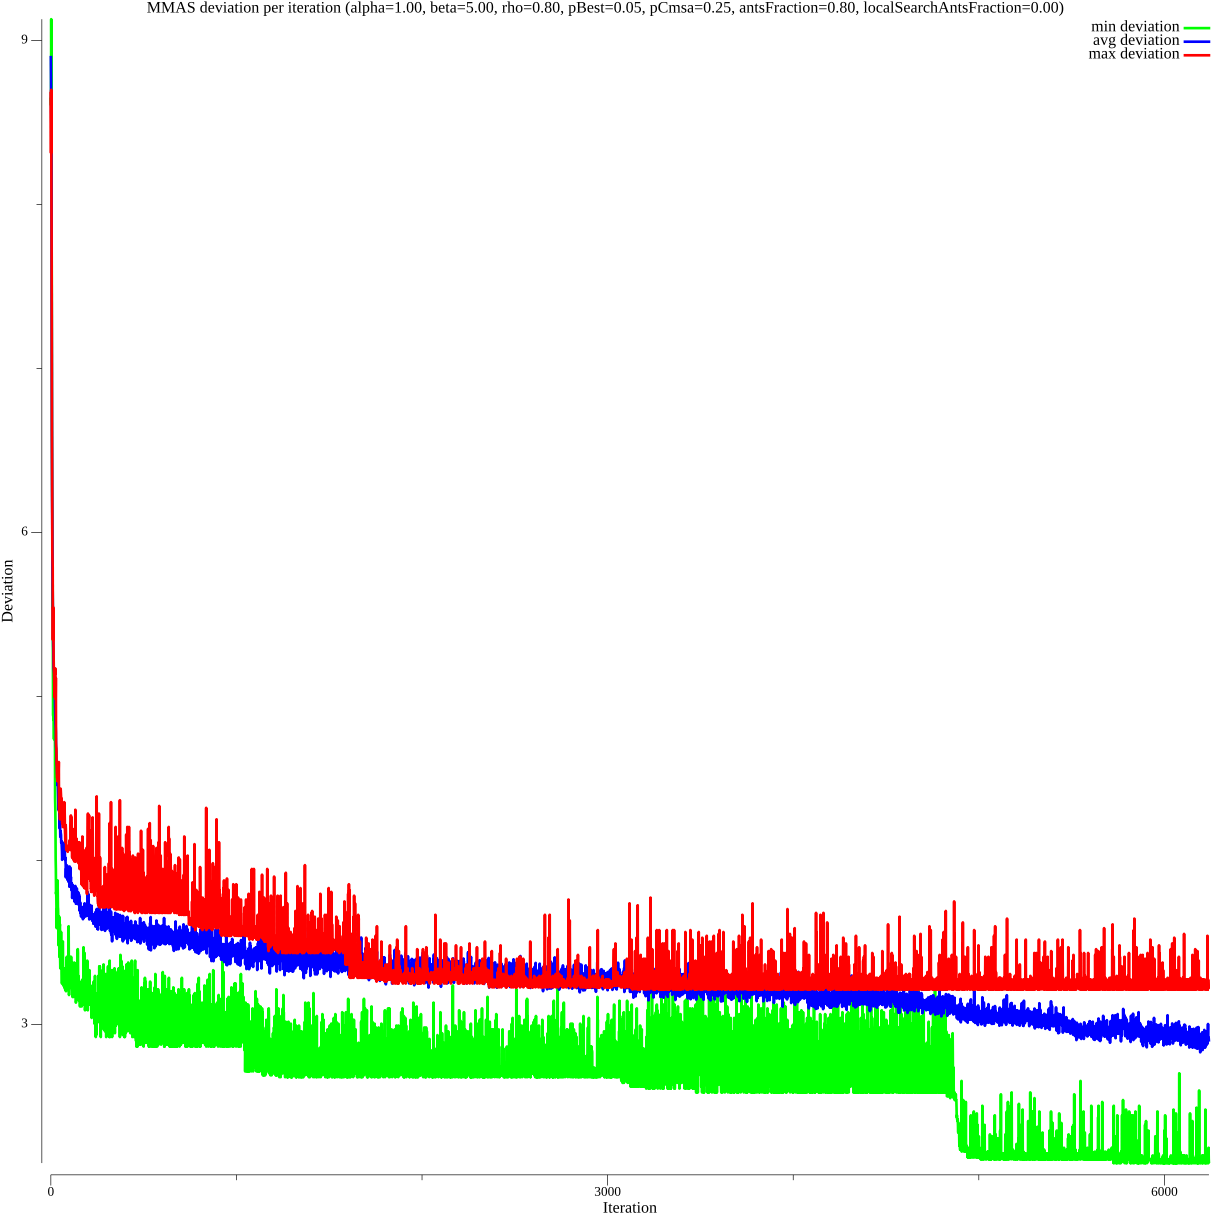 MMAS deviation per iteration (alpha=1.00, beta=5.00, rho=0.80, pBest=0.05, pCmsa=0.25, antsFraction=0.80, localSearchAntsFraction=0.00)
min deviation
avg deviation
max deviation
9
6
3
Deviation
0 3000 6000
Iteration